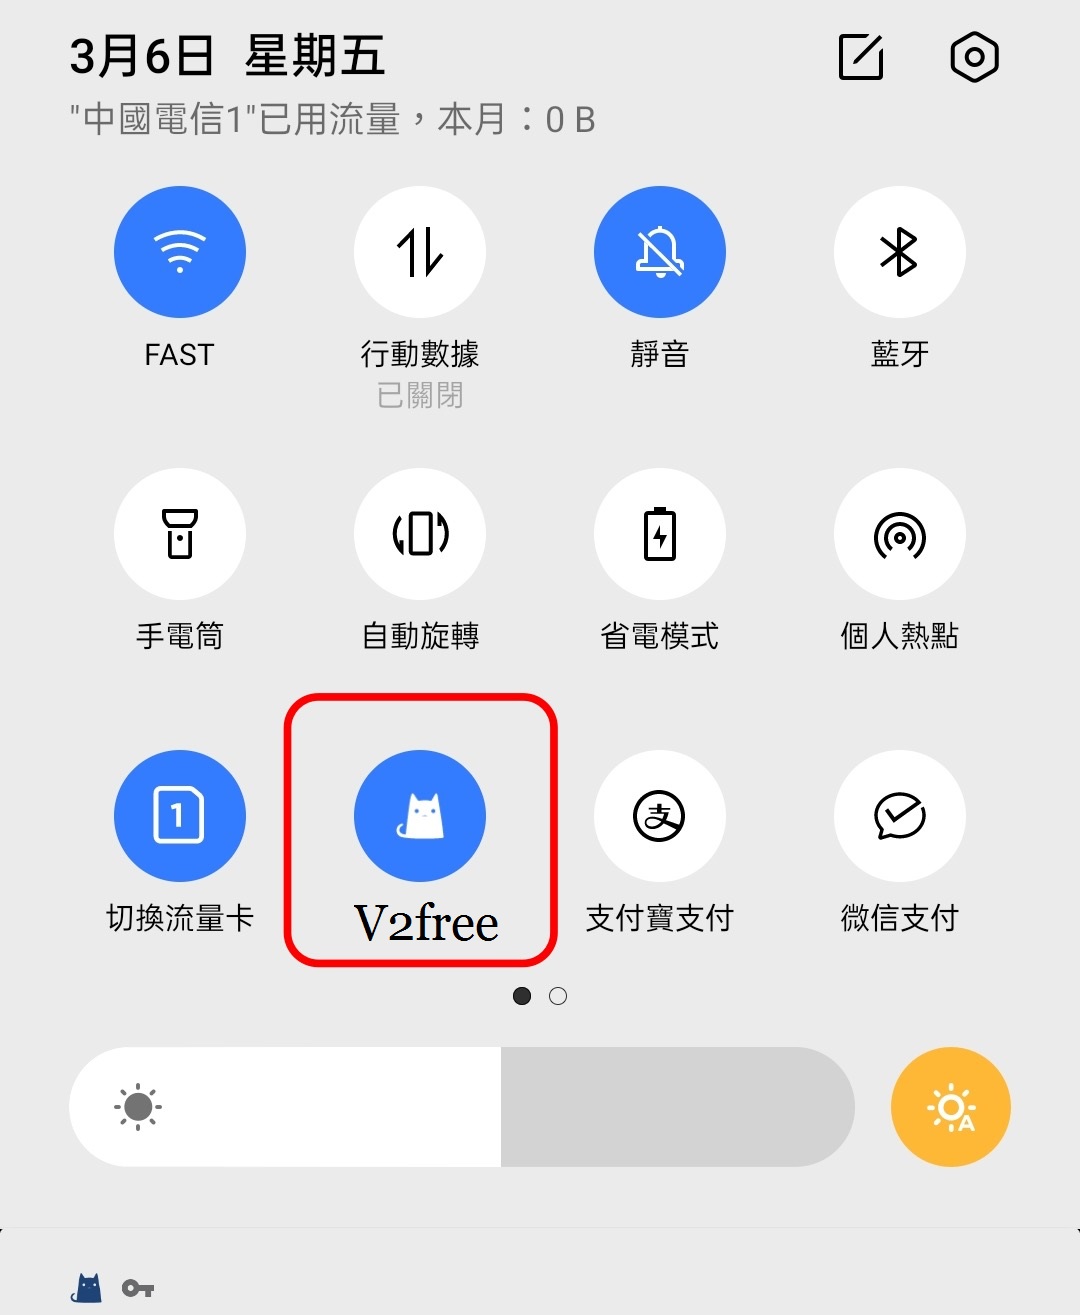 3月6日 星期五
"中國電信1"已用流量，本月：0 B
FAST
行動數據
已關閉
靜音
藍牙
手電筒
自動旋轉
省電模式
個人熱點
1
切換流量卡
V2free
支
支付寶支付
微信支付
A